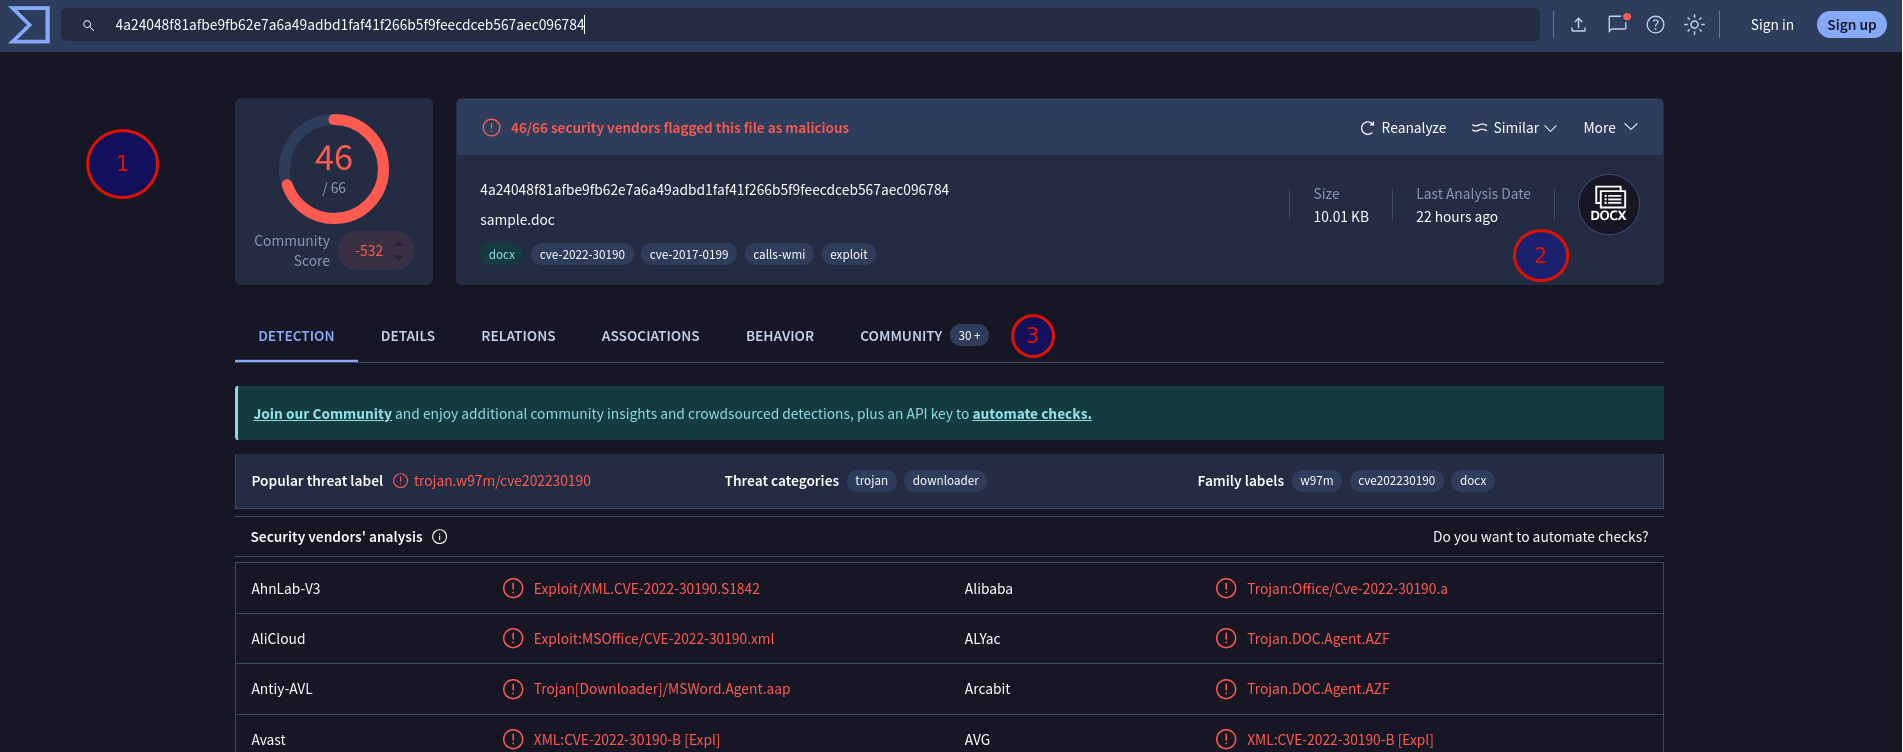 4a24048f81afbe9fb62e7a6a49adbd1faf41f266b5f9feecdceb567aec096784
Sign in
Sign up
1
46
/ 66
Community
Score
-532
46/66 security vendors flagged this file as malicious
Reanalyze
Similar
More
4a24048f81afbe9fb62e7a6a49adbd1faf41f266b5f9feecdceb567aec096784
sample.doc
docx
cve-2022-30190
cve-2017-0199
calls-wmi
exploit
Size
10.01 KB
Last Analysis Date
22 hours ago
DOCX
2
DETECTION
DETAILS
RELATIONS
ASSOCIATIONS
BEHAVIOR
COMMUNITY 30 +
3
Join our Community and enjoy additional community insights and crowdsourced detections, plus an API key to automate checks.
Popular threat label trojan.w97m/cve202230190
Threat categories trojan downloader
Family labels w97m cve202230190 docx
Security vendors' analysis
Do you want to automate checks?
AhnLab-V3 Exploit/XML.CVE-2022-30190.S1842
Alibaba Trojan:Office/Cve-2022-30190.a
AliCloud Exploit:MSOffice/CVE-2022-30190.xml
ALYac Trojan.DOC.Agent.AZF
Antiy-AVL Trojan[Downloader]/MSWord.Agent.aap
Arcabit Trojan.DOC.Agent.AZF
Avast XML:CVE-2022-30190-B [Expl]
AVG XML:CVE-2022-30190-B [Expl]